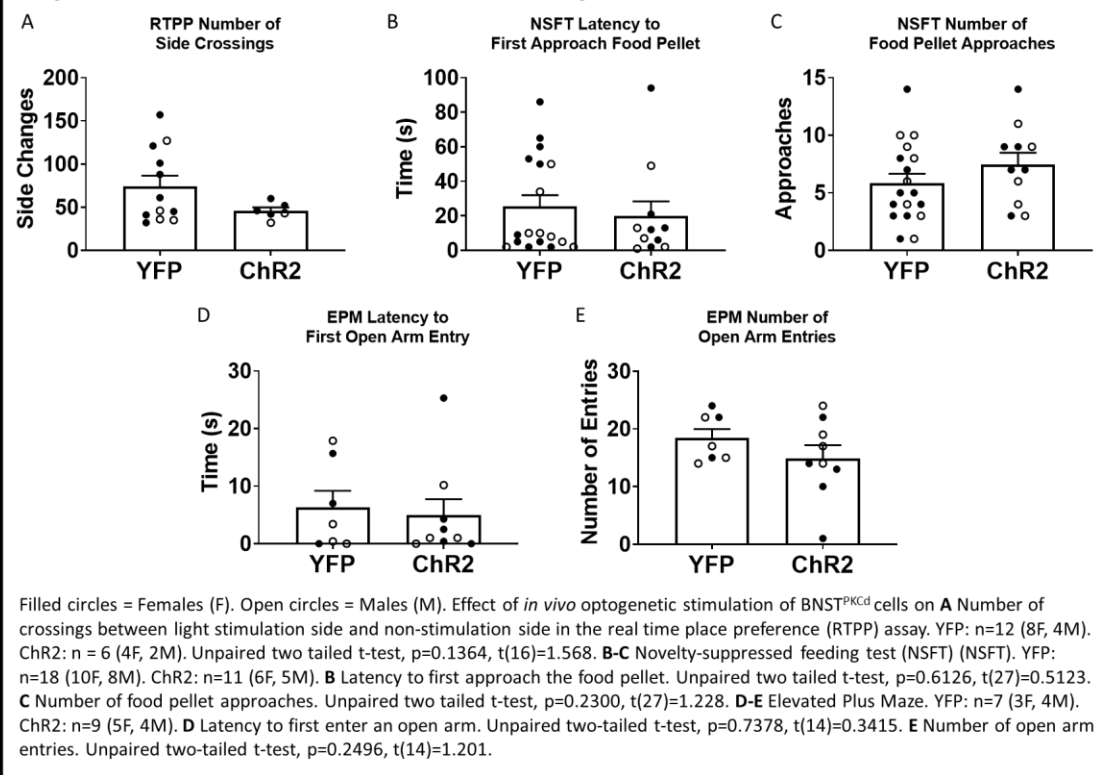 A
RTPP Number of
Side Crossings
Side Changes
200
150
100
50
0
YFP
ChR2
B
NSFT Latency to
First Approach Food Pellet
Time (s)
100
80
60
40
20
0
YFP
ChR2
C
NSFT Number of
Food Pellet Approaches
Approaches
15
10
5
0
YFP
ChR2
D
EPM Latency to
First Open Arm Entry
Time (s)
30
20
10
0
YFP
ChR2
E
EPM Number of
Open Arm Entries
Number of Entries
30
20
10
0
YFP
ChR2
Filled circles = Females (F). Open circles = Males (M). Effect of in vivo optogenetic stimulation of BNSTPKCd cells on A Number of
crossings between light stimulation side and non-stimulation side in the real time place preference (RTPP) assay. YFP: n=12 (8F, 4M).
ChR2: n = 6 (4F, 2M). Unpaired two tailed t-test, p=0.1364, t(16)=1.568. B-C Novelty-suppressed feeding test (NSFT) (NSFT). YFP:
n=18 (10F, 8M). ChR2: n=11 (6F, 5M). B Latency to first approach the food pellet. Unpaired two tailed t-test, p=0.6126, t(27)=0.5123.
C Number of food pellet approaches. Unpaired two tailed t-test, p=0.2300, t(27)=1.228. D-E Elevated Plus Maze. YFP: n=7 (3F, 4M).
ChR2: n=9 (5F, 4M). D Latency to first enter an open arm. Unpaired two-tailed t-test, p=0.7378, t(14)=0.3415. E Number of open arm
entries. Unpaired two-tailed t-test, p=0.2496, t(14)=1.201.